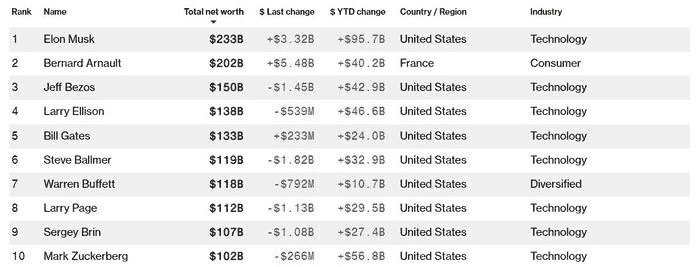 Rank Name Total net worth $ Last change $ YTD change Country / Region Industry
1 Elon Musk $233B +$3.32B +$95.7B United States Technology
2 Bernard Arnault $202B +$5.48B +$40.2B France Consumer
3 Jeff Bezos $150B -$1.45B +$42.9B United States Technology
4 Larry Ellison $138B -$539M +$46.6B United States Technology
5 Bill Gates $133B +$233M +$24.0B United States Technology
6 Steve Ballmer $119B -$1.82B +$32.9B United States Technology
7 Warren Buffett $118B -$792M +$10.7B United States Diversified
8 Larry Page $112B -$1.13B +$29.5B United States Technology
9 Sergey Brin $107B -$1.08B +$27.4B United States Technology
10 Mark Zuckerberg $102B -$266M +$56.8B United States Technology